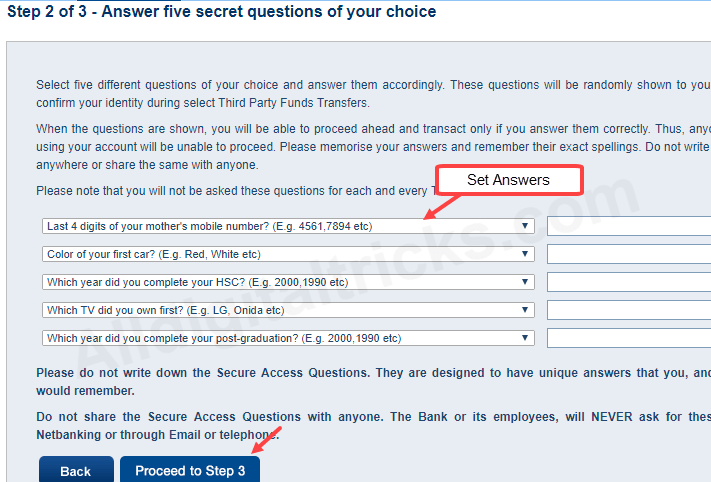 Step 2 of 3 - Answer five secret questions of your choice
Select five different questions of your choice and answer them accordingly. These questions will be randomly shown to you
confirm your identity during select Third Party Funds Transfers.
When the questions are shown, you will be able to proceed ahead and transact only if you answer them correctly. Thus, anyo
using your account will be unable to proceed. Please memorise your answers and remember their exact spellings. Do not write
anywhere or share the same with anyone.
Set Answers
Please note that you will not be asked these questions for each and every T
Last 4 digits of your mother's mobile number? (E.g. 4561,7894 etc)
Color of your first car? (E.g. Red, White etc)
Which year did you complete your HSC? (E.g. 2000,1990 etc)
Which TV did you own first? (E.g. LG, Onida etc)
Which year did you complete your post-graduation? (E.g. 2000,1990 etc)
Alldigitaltricks.com
Please do not write down the Secure Access Questions. They are designed to have unique answers that you, and
would remember.
Do not share the Secure Access Questions with anyone. The Bank or its employees, will NEVER ask for thes
Netbanking or through Email or telephone.
Back
Proceed to Step 3